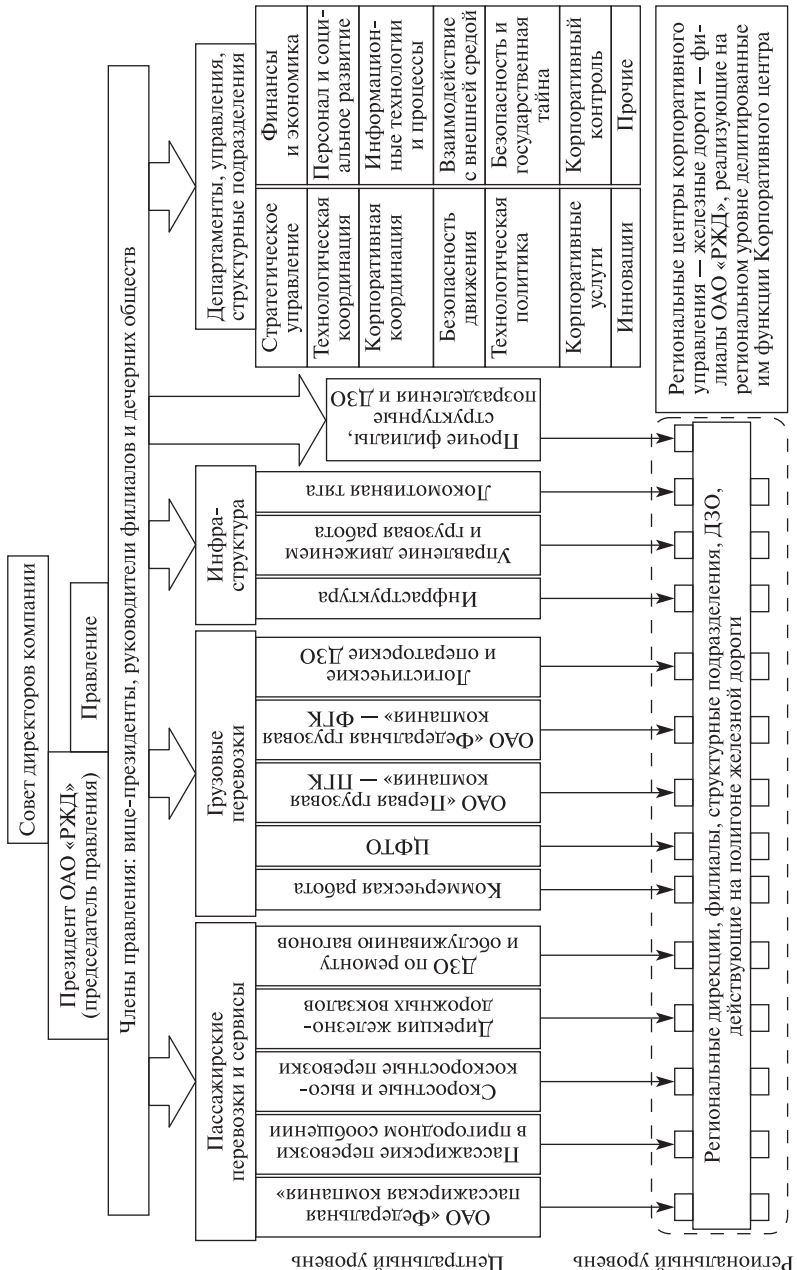 Совет директоров компании
Президент ОАО «РЖД»
(председатель правления)
Правление
Члены правления: вице-президенты, руководители филиалов и дечерних обществ
Пассажирские
перевозки и сервисы
Грузовые
перевозки
Инфра-
структура
Департаменты, управления,
структурные подразделения
Центральный уровень
ОАО «Федеральная
пассажирская компания»
Пассажирские перевозки
в пригородном сообщении
Скоростные и высо-
коскоростные перевозки
Дирекция железно-
дорожных вокзалов
ДЗО по ремонту
и обслуживанию вагонов
Коммерческая работа
ЦФТО
ОАО «Первая грузовая
компания» — ПГК
ОАО «Федеральная грузовая
компания» — ФГК
Логистические
и операторские ДЗО
Инфраструктура
Управление движением
и грузовая работа
Локомотивная тяга
Прочие филиалы,
структурные
позразделения и ДЗО
Стратегическое
управление
Финансы
и экономика
Технологическая
координация
Персонал и соци-
альное развитие
Корпоративная
координация
Информацион-
ные технологии
и процессы
Безопасность
движения
Взаимодействие
с внешней средой
Технологическая
политика
Безопасность и
государственная
тайна
Корпоративные
услуги
Корпоративный
контроль
Инновации
Прочие
Региональный уровень
Региональные дирекции, филиалы, структурные подразделения, ДЗО,
действующие на полигоне железной дороги
Региональные центры корпоративного
управления — железные дороги — фи-
лиалы ОАО «РЖД», реализующие на
региональном уровне делигированные
им функции Корпоративного центра